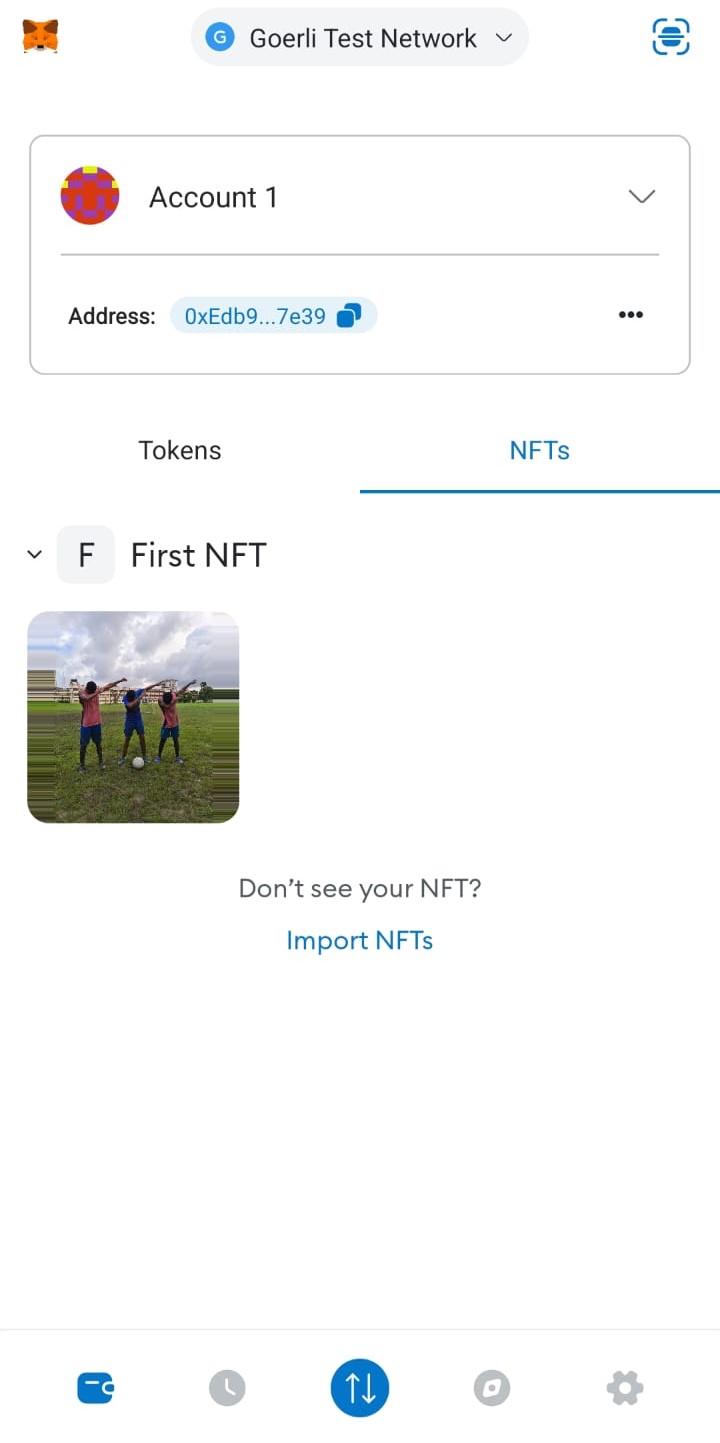 G Goerli Test Network
Account 1
Address: 0xEdb9...7e39
Tokens NFTs
F First NFT
Don’t see your NFT?
Import NFTs